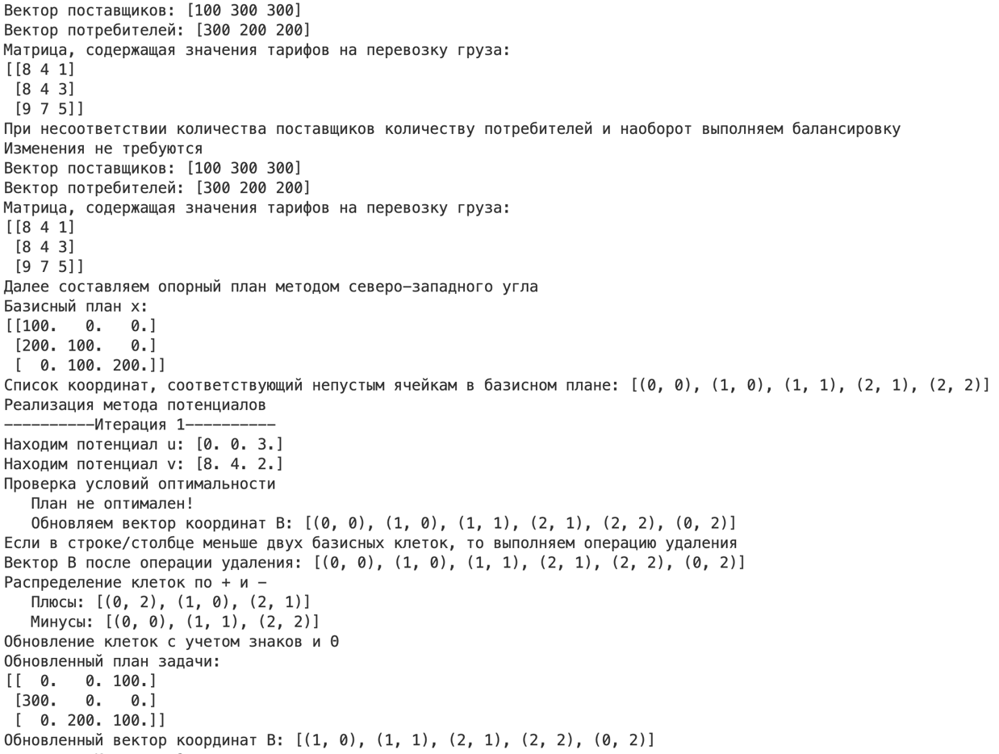 Вектор поставщиков: [100 300 300]
Вектор потребителей: [300 200 200]
Матрица, содержащая значения тарифов на перевозку груза:
[[8 4 1]
 [8 4 3]
 [9 7 5]]
При несоответствии количества поставщиков количеству потребителей и наоборот выполняем балансировку
Изменения не требуются
Вектор поставщиков: [100 300 300]
Вектор потребителей: [300 200 200]
Матрица, содержащая значения тарифов на перевозку груза:
[[8 4 1]
 [8 4 3]
 [9 7 5]]
Далее составляем опорный план методом северо-западного угла
Базисный план x:
[[100.   0.   0.]
 [200. 100.   0.]
 [  0. 100. 200.]]
Список координат, соответствующий непустым ячейкам в базисном плане: [(0, 0), (1, 0), (1, 1), (2, 1), (2, 2)]
Реализация метода потенциалов
----------Итерация 1----------
Находим потенциал u: [0. 0. 3.]
Находим потенциал v: [8. 4. 2.]
Проверка условий оптимальности
   План не оптимален!
   Обновляем вектор координат B: [(0, 0), (1, 0), (1, 1), (2, 1), (2, 2), (0, 2)]
Если в строке/столбце меньше двух базисных клеток, то выполняем операцию удаления
Вектор B после операции удаления: [(0, 0), (1, 0), (1, 1), (2, 1), (2, 2), (0, 2)]
Распределение клеток по + и -
   Плюсы: [(0, 2), (1, 0), (2, 1)]
   Минусы: [(0, 0), (1, 1), (2, 2)]
Обновление клеток с учетом знаков и Θ
Обновленный план задачи:
[[  0.   0. 100.]
 [300.   0.   0.]
 [  0. 200. 100.]]
Обновленный вектор координат B: [(1, 0), (1, 1), (2, 1), (2, 2), (0, 2)]